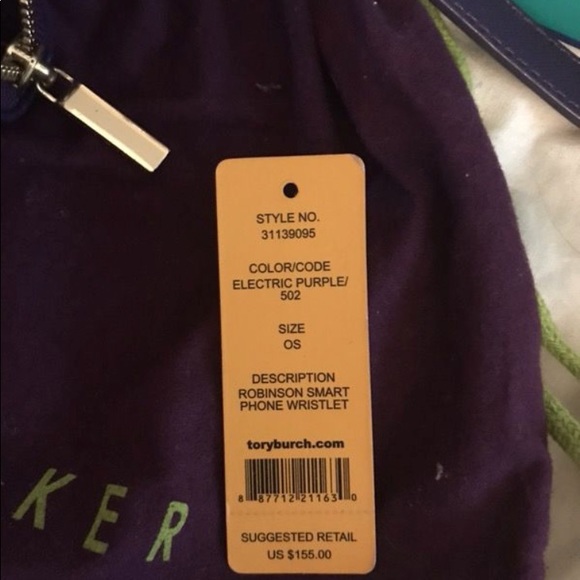 STYLE NO.
31139095
COLOR/CODE
ELECTRIC PURPLE/
502
SIZE
OS
DESCRIPTION
ROBINSON SMART
PHONE WRISTLET
toryburch.com
8 87712 21163 0
SUGGESTED RETAIL
US $155.00
KER